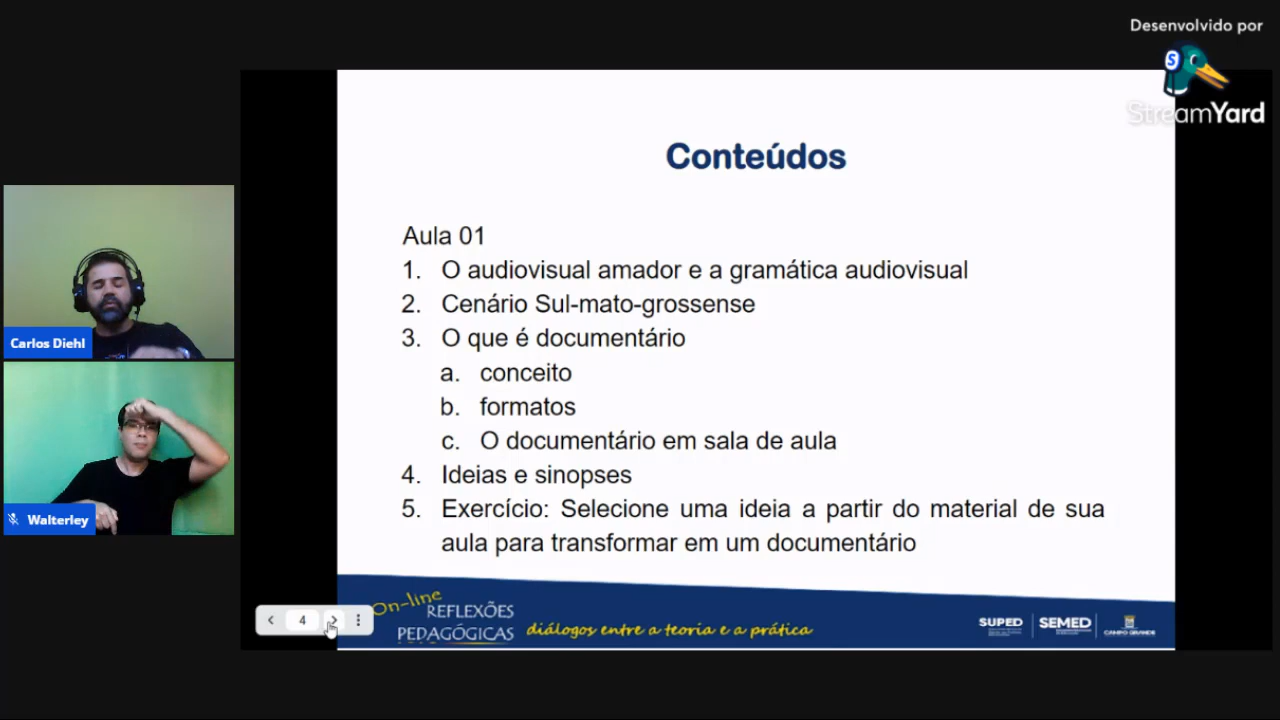 Desenvolvido por
StreamYard
Conteúdos
Aula 01
1. O audiovisual amador e a gramática audiovisual
2. Cenário Sul-mato-grossense
3. O que é documentário
a. conceito
b. formatos
c. O documentário em sala de aula
4. Ideias e sinopses
5. Exercício: Selecione uma ideia a partir do material de sua
aula para transformar em um documentário
Carlos Diehl
Walterley
4
On-line
REFLEXÕES
PEDAGÓGICAS
diálogos entre a teoria e a prática
SUPED
SEMED
CAMPO GRANDE